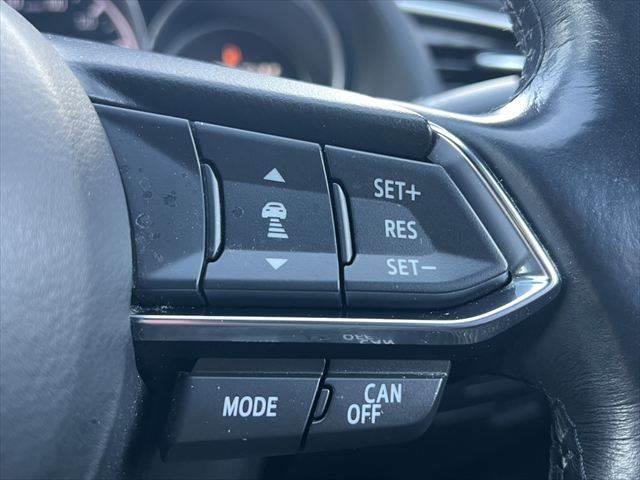 SET+
RES
SET−
MODE
CAN
OFF